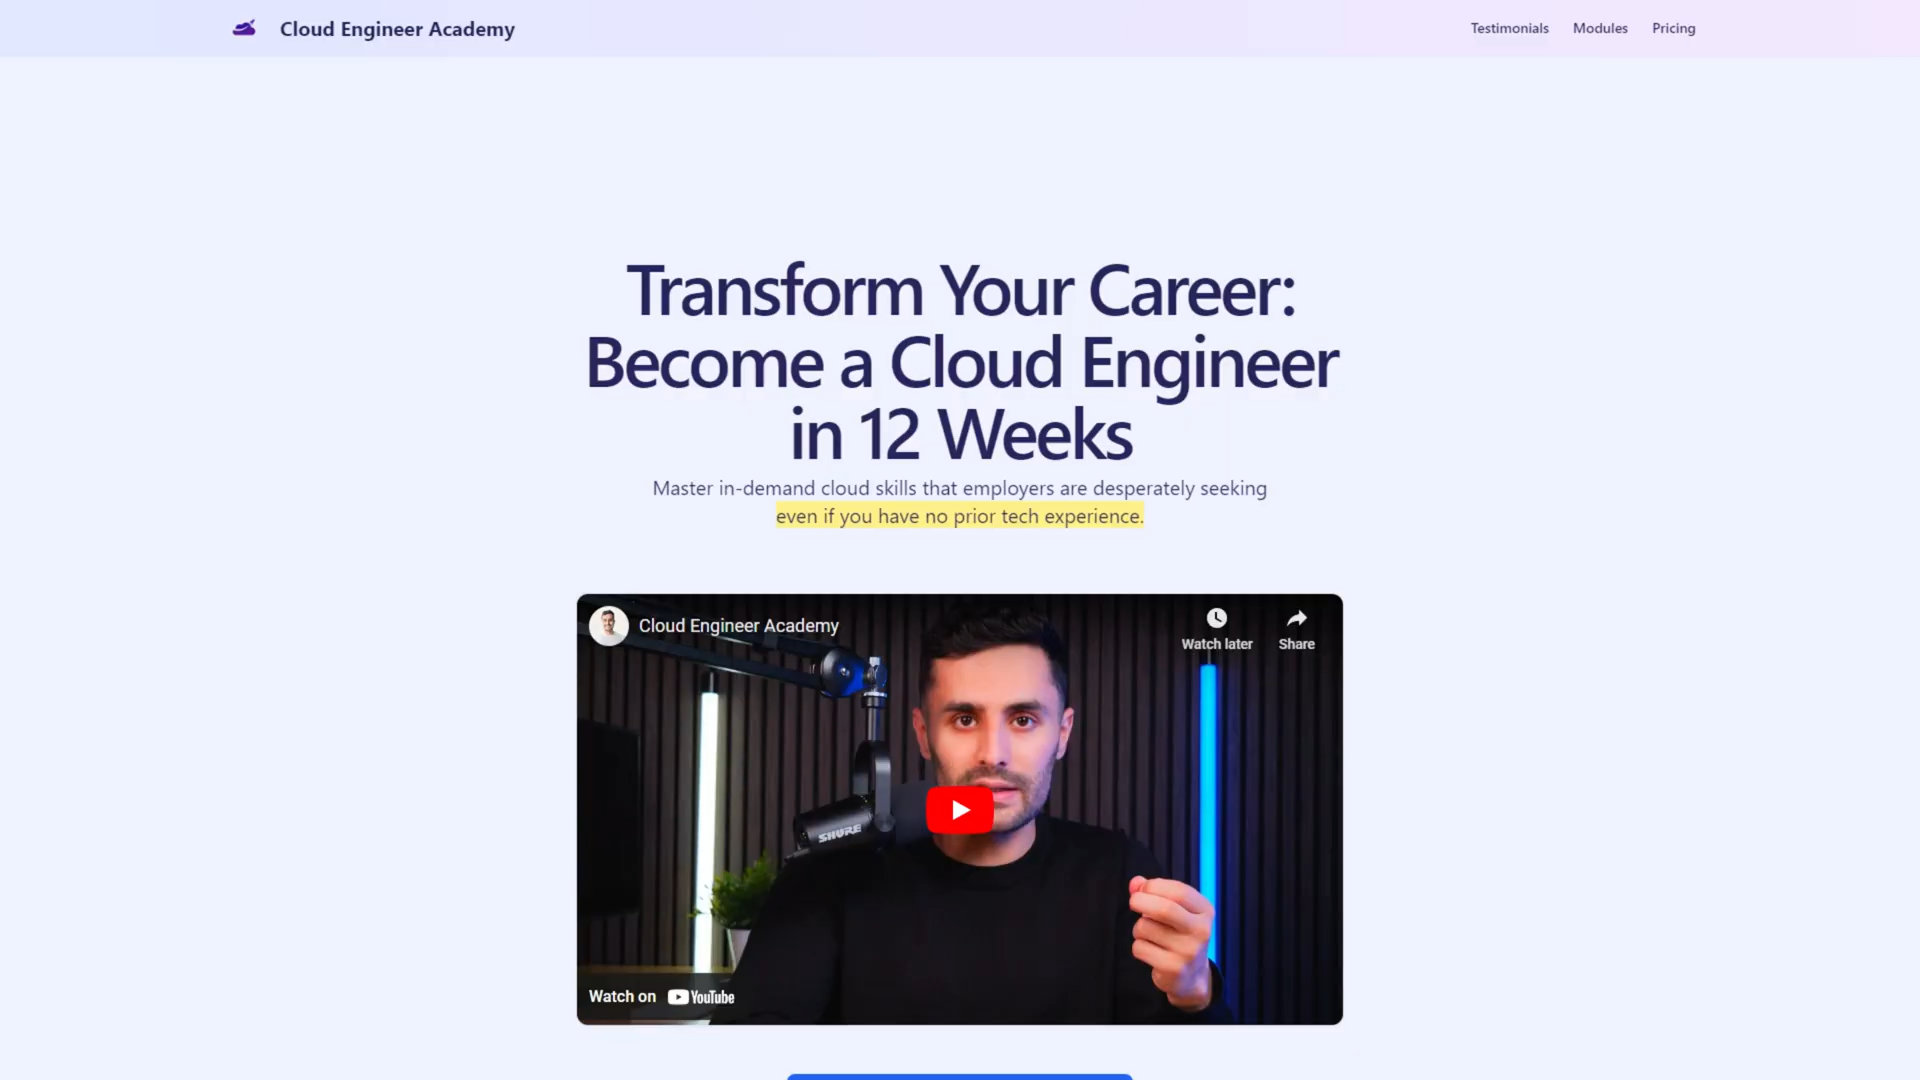 Cloud Engineer Academy
Testimonials
Modules
Pricing
Transform Your Career:
Become a Cloud Engineer
in 12 Weeks
Master in-demand cloud skills that employers are desperately seeking
even if you have no prior tech experience.
Cloud Engineer Academy
Watch later
Share
SHURE
Watch on YouTube